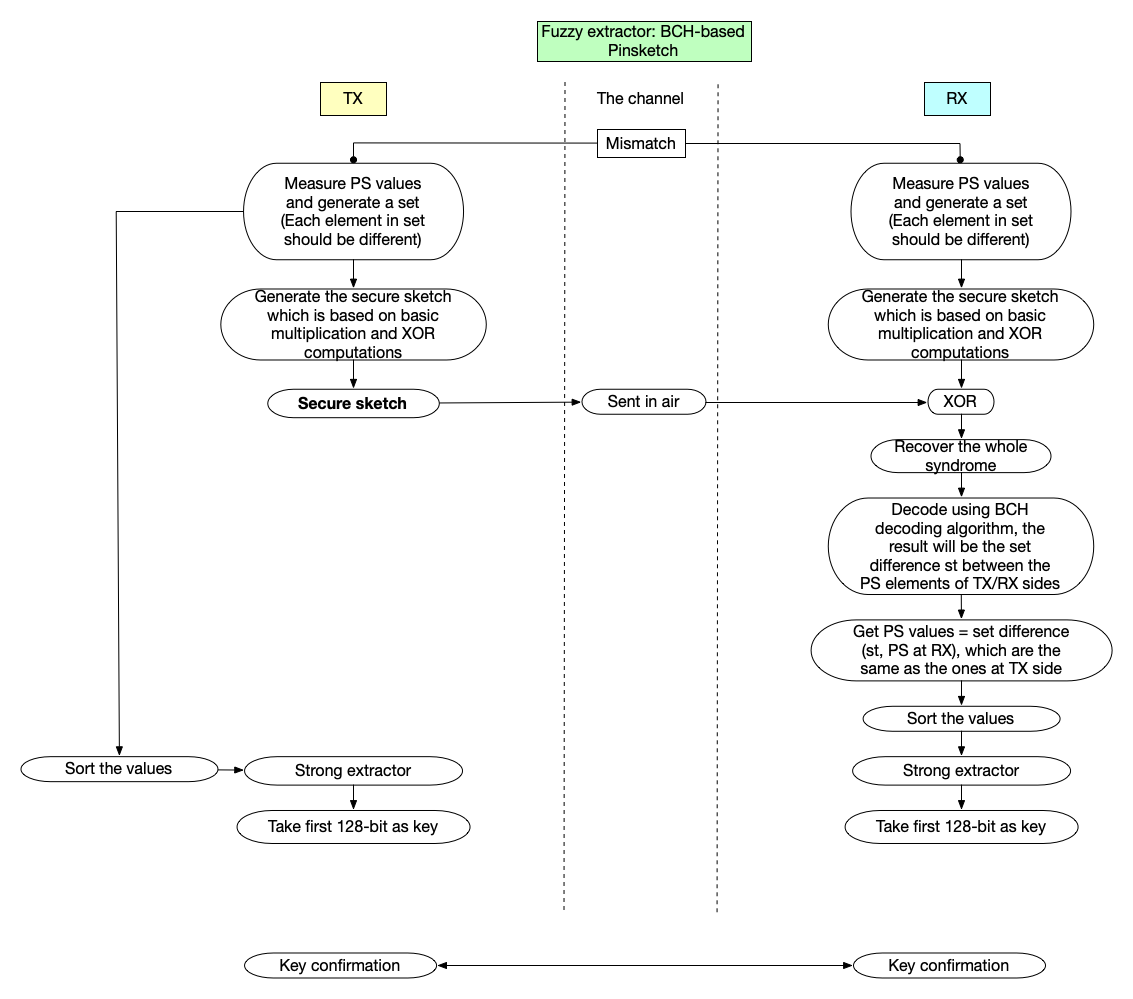 Fuzzy extractor: BCH-based
Pinsketch
TX
The channel
RX
Mismatch
Measure PS values
and generate a set
(Each element in set
should be different)
Measure PS values
and generate a set
(Each element in set
should be different)
Generate the secure sketch
which is based on basic
multiplication and XOR
computations
Generate the secure sketch
which is based on basic
multiplication and XOR
computations
Secure sketch
Sent in air
XOR
Recover the whole
syndrome
Decode using BCH
decoding algorithm, the
result will be the set
difference st between the
PS elements of TX/RX sides
Get PS values = set difference
(st, PS at RX), which are the
same as the ones at TX side
Sort the values
Sort the values
Strong extractor
Strong extractor
Take first 128-bit as key
Take first 128-bit as key
Key confirmation
Key confirmation